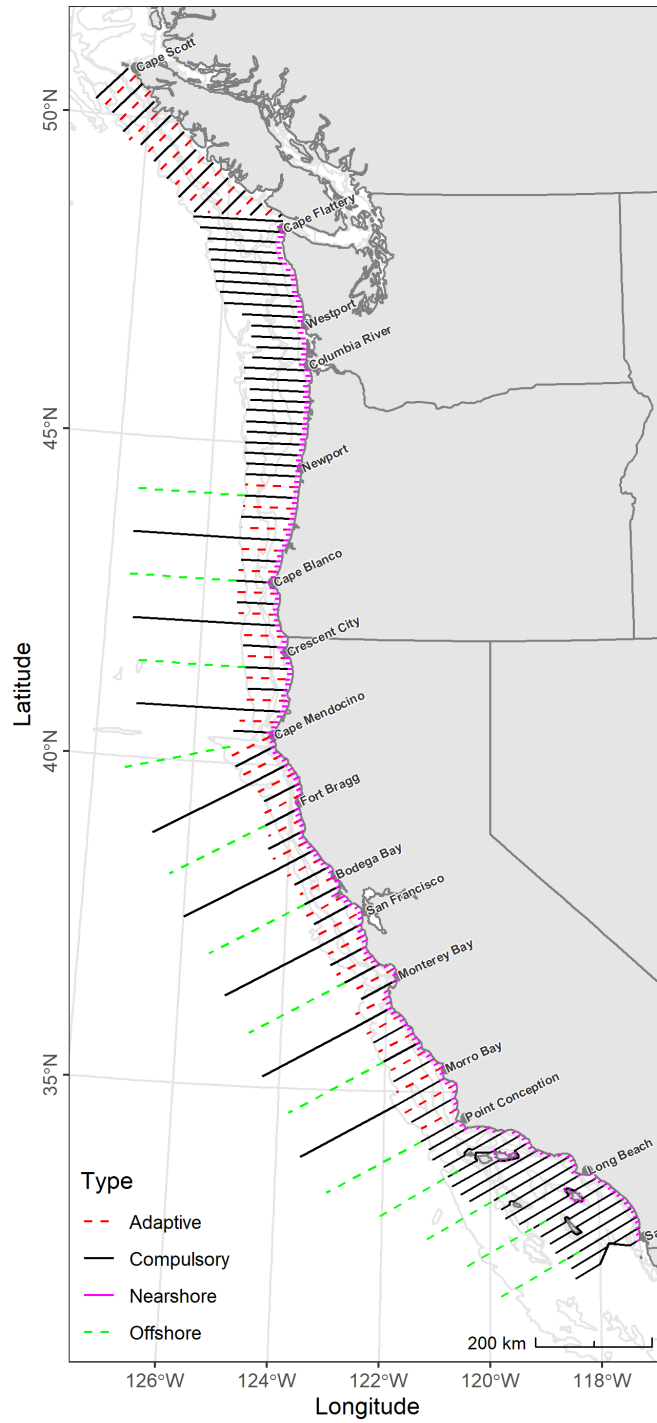 Cape Scott
50°N
Cape Flattery
Westport
Columbia River
45°N
Newport
Cape Blanco
Crescent City
Latitude
Cape Mendocino
40°N
Fort Bragg
Bodega Bay
San Francisco
Monterey Bay
Morro Bay
35°N
Point Conception
Long Beach
Sa
Type
Adaptive
Compulsory
Nearshore
Offshore
200 km
126°W 124°W 122°W 120°W 118°W
Longitude